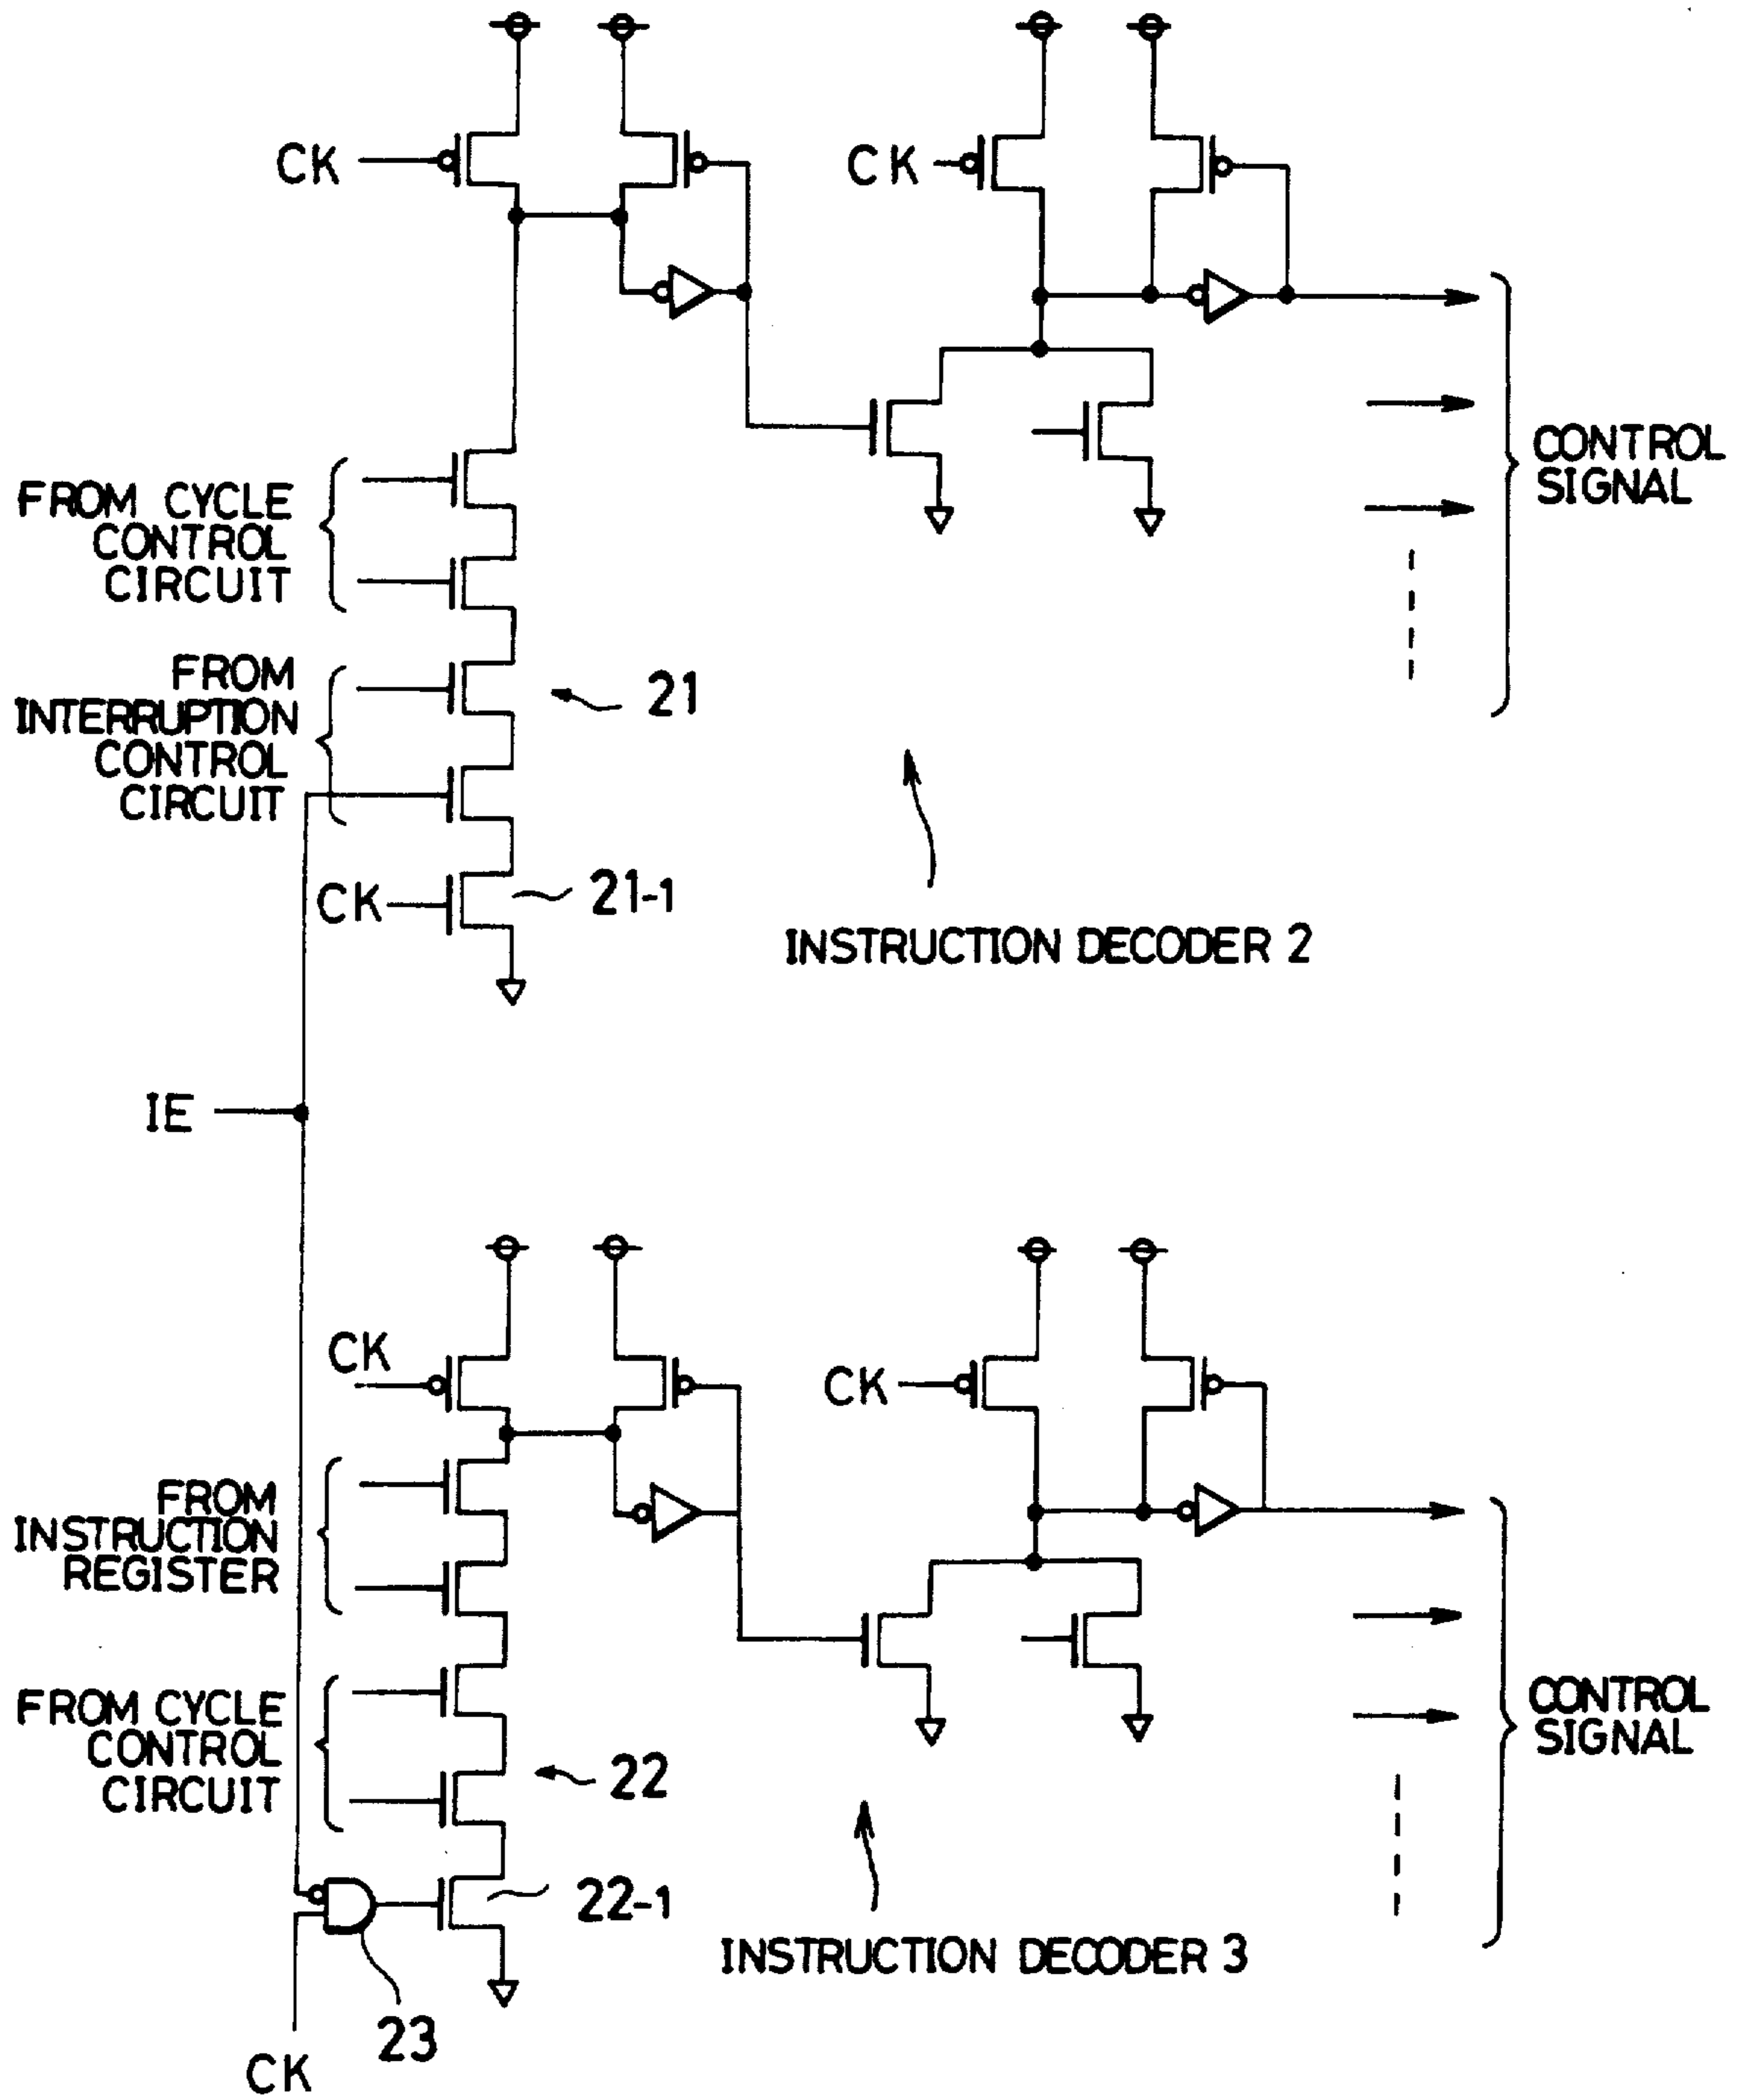 CK
CK
FROM CYCLE
CONTROL
CIRCUIT
CONTROL
SIGNAL
FROM
INTERRUPTION
CONTROL
CIRCUIT
21
CK
21-1
INSTRUCTION DECODER 2
IE
CK
CK
FROM
INSTRUCTION
REGISTER
FROM CYCLE
CONTROL
CIRCUIT
CONTROL
SIGNAL
22
22-1
INSTRUCTION DECODER 3
23
CK